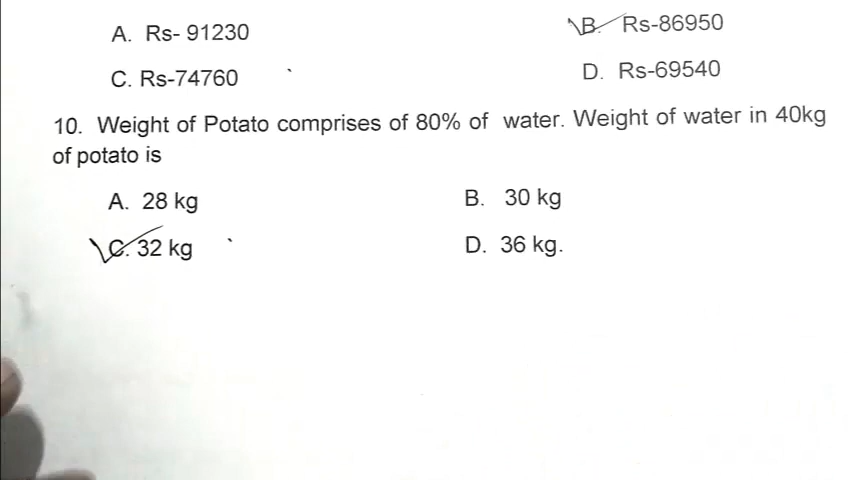 A. Rs- 91230 B. Rs-86950
C. Rs-74760 D. Rs-69540
10. Weight of Potato comprises of 80% of water. Weight of water in 40kg
of potato is
A. 28 kg B. 30 kg
C. 32 kg D. 36 kg.